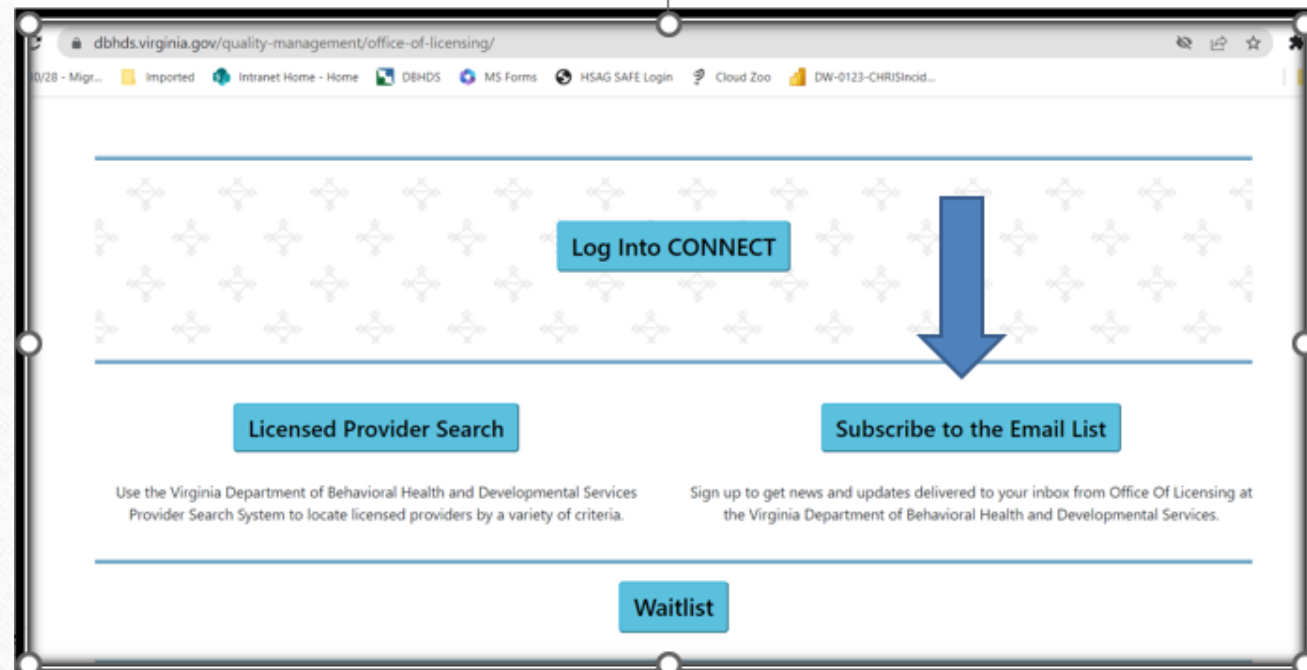 dbhds.virginia.gov/quality-management/office-of-licensing/
0/28 - Migr... Imported Intranet Home - Home DBHDS MS Forms HSAG SAFE Login Cloud Zoo DW-0123-CHRISIncid...
Log Into CONNECT
Licensed Provider Search
Use the Virginia Department of Behavioral Health and Developmental Services
Provider Search System to locate licensed providers by a variety of criteria.
Subscribe to the Email List
Sign up to get news and updates delivered to your inbox from Office Of Licensing at
the Virginia Department of Behavioral Health and Developmental Services.
Waitlist